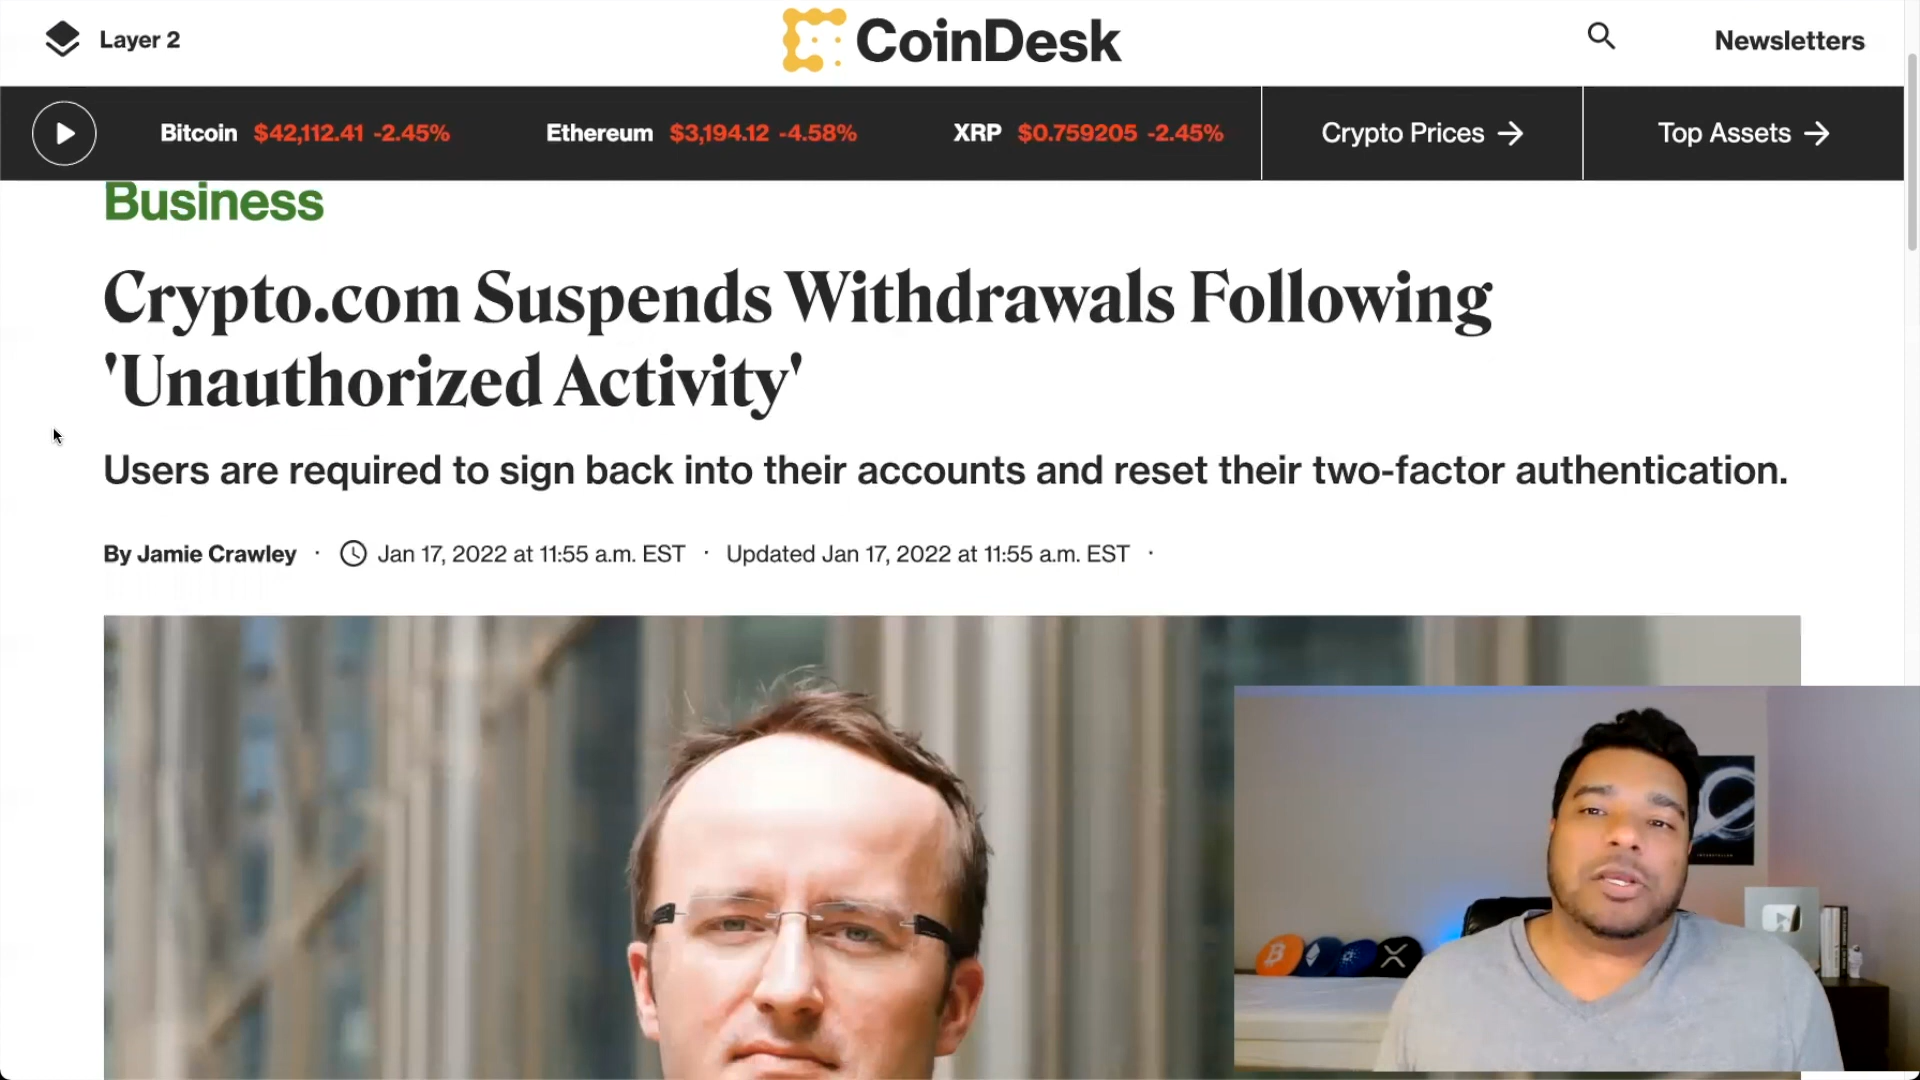 Layer 2
CoinDesk
Newsletters
Bitcoin $42,112.41 -2.45%
Ethereum $3,194.12 -4.58%
XRP $0.759205 -2.45%
Crypto Prices →
Top Assets →
Business
Crypto.com Suspends Withdrawals Following
'Unauthorized Activity'
Users are required to sign back into their accounts and reset their two-factor authentication.
By Jamie Crawley · Jan 17, 2022 at 11:55 a.m. EST · Updated Jan 17, 2022 at 11:55 a.m. EST ·